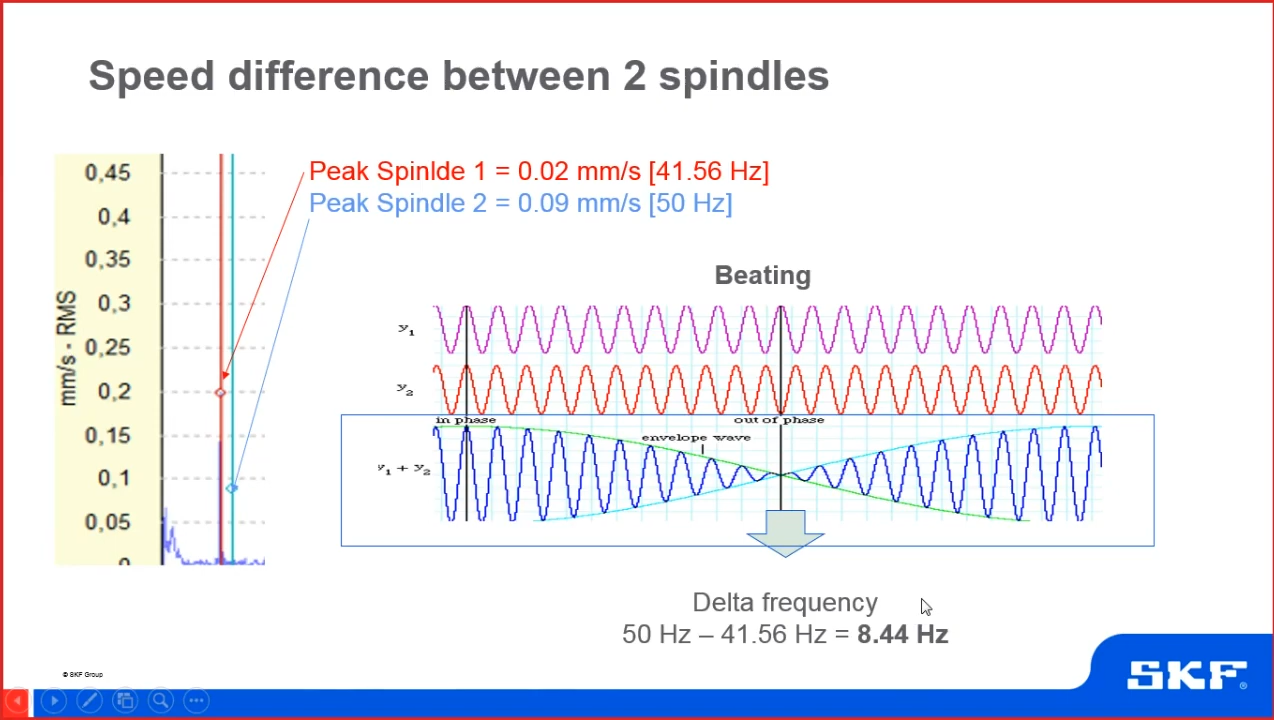 Speed difference between 2 spindles
Peak Spinlde 1 = 0.02 mm/s [41.56 Hz]
Peak Spindle 2 = 0.09 mm/s [50 Hz]
0,45
0,4
0,35
0,3
0,25
0,2
0,15
0,1
0,05
0
mm/s - RMS
Beating
y1
y2
in phase
out of phase
envelope wave
y1 + y2
Delta frequency
50 Hz – 41.56 Hz = 8.44 Hz
© SKF Group
SKF®